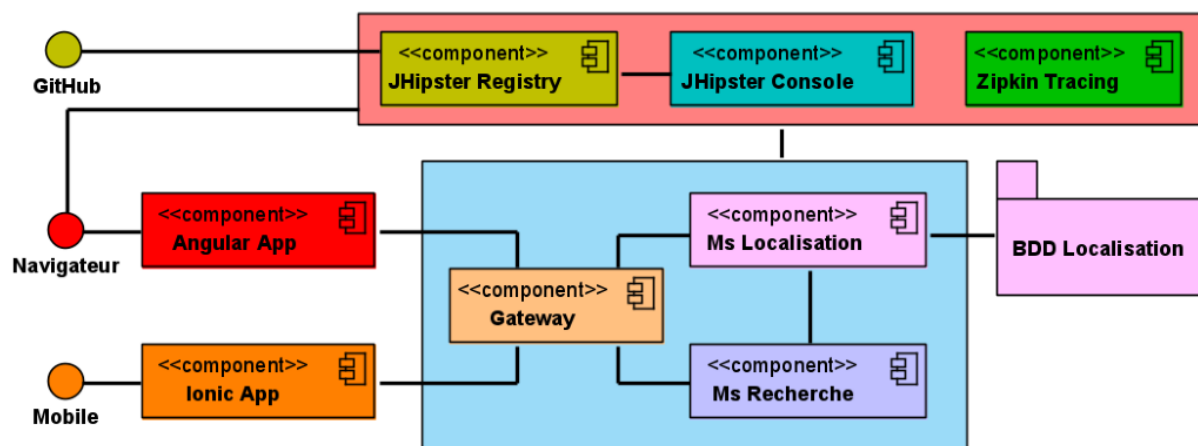 <<component>>
JHipster Registry
<<component>>
JHipster Console
<<component>>
Zipkin Tracing
GitHub
<<component>>
Angular App
Navigateur
<<component>>
Ms Localisation
BDD Localisation
<<component>>
Gateway
<<component>>
Ionic App
Mobile
<<component>>
Ms Recherche